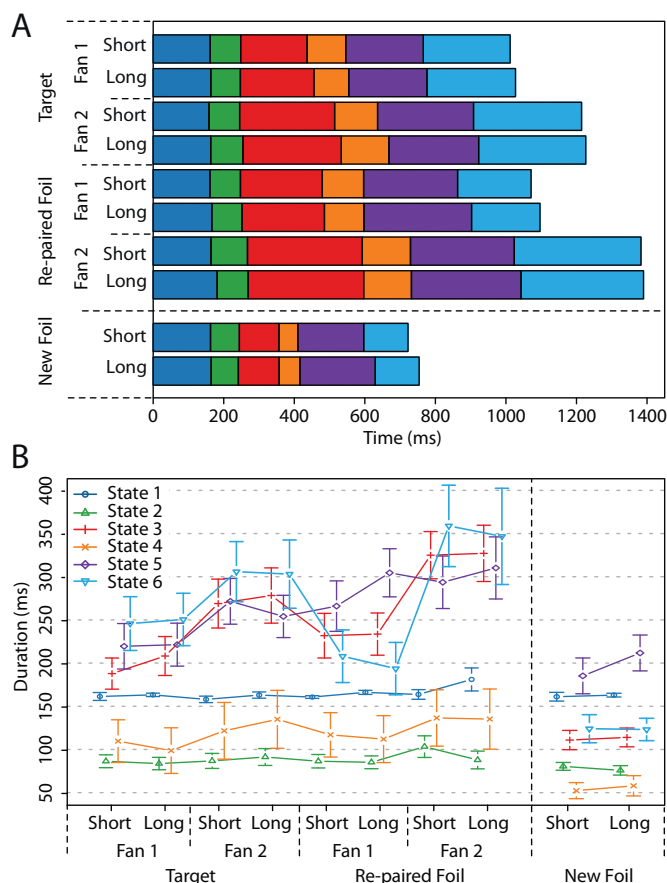 A
Target
Fan 1
Short
Long
Fan 2
Short
Long
Re-paired Foil
Fan 1
Short
Long
Fan 2
Short
Long
New Foil
Short
Long
0 200 400 600 800 1000 1200 1400
Time (ms)
B
State 1
State 2
State 3
State 4
State 5
State 6
400
350
300
250
200
150
100
50
Duration (ms)
Short Long Short Long Short Long Short Long Short Long
Fan 1 Fan 2 Fan 1 Fan 2
Target Re-paired Foil New Foil